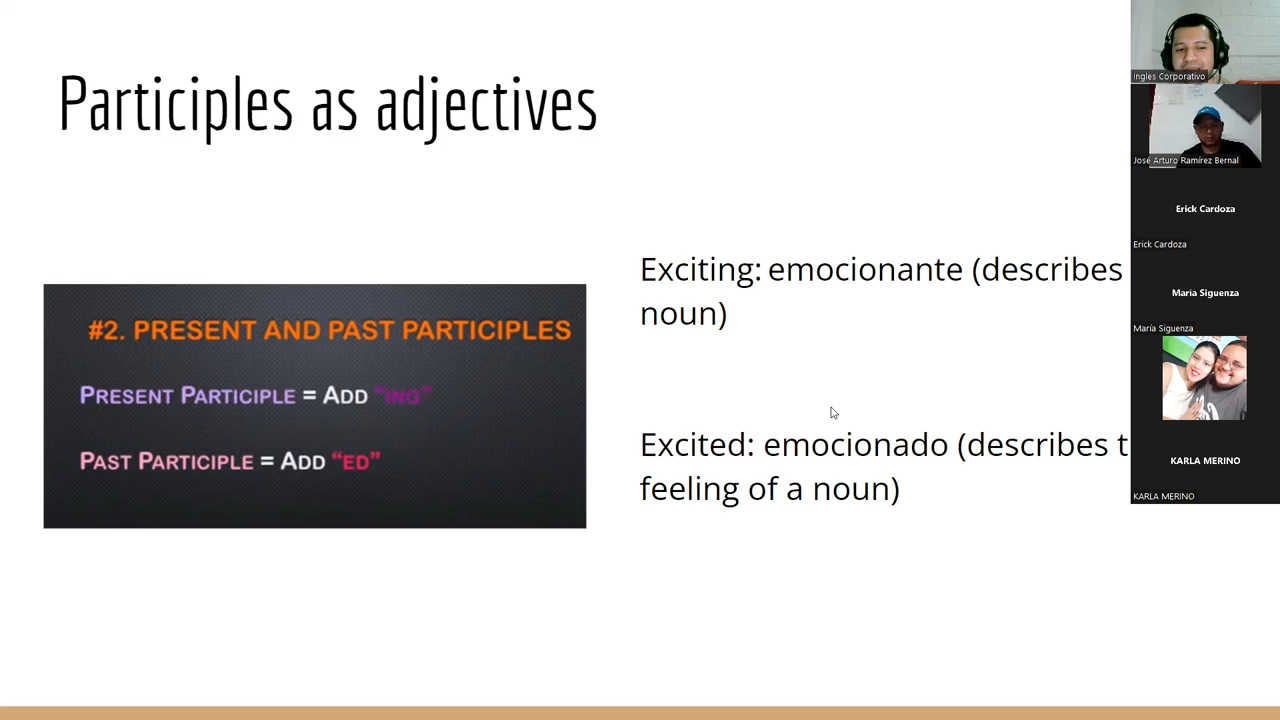 Participles as adjectives
#2. PRESENT AND PAST PARTICIPLES
PRESENT PARTICIPLE = ADD "ING"
PAST PARTICIPLE = ADD "ED"
Exciting: emocionante (describes
noun)
Excited: emocionado (describes t
feeling of a noun)
Ingles Corporativo
José Arturo Ramírez Bernal
Erick Cardoza
Erick Cardoza
María Siguenza
María Siguenza
KARLA MERINO
KARLA MERINO